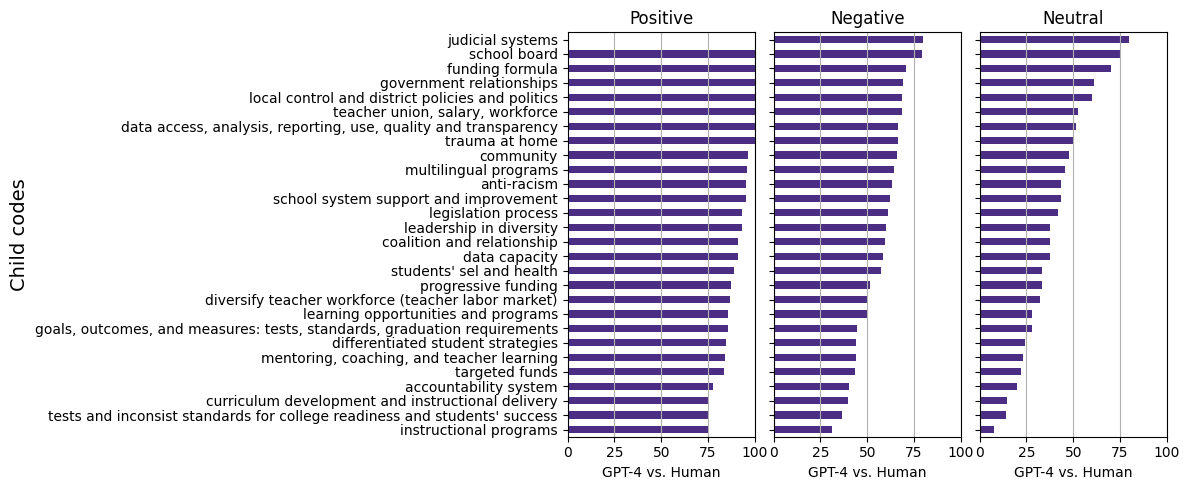 Positive
Negative
Neutral
Child codes
judicial systems
school board
funding formula
government relationships
local control and district policies and politics
teacher union, salary, workforce
data access, analysis, reporting, use, quality and transparency
trauma at home
community
multilingual programs
anti-racism
school system support and improvement
legislation process
leadership in diversity
coalition and relationship
data capacity
students' sel and health
progressive funding
diversify teacher workforce (teacher labor market)
learning opportunities and programs
goals, outcomes, and measures: tests, standards, graduation requirements
differentiated student strategies
mentoring, coaching, and teacher learning
targeted funds
accountability system
curriculum development and instructional delivery
tests and inconsist standards for college readiness and students' success
instructional programs
0 25 50 75 100
0 25 50 75 100
0 25 50 75 100
GPT-4 vs. Human
GPT-4 vs. Human
GPT-4 vs. Human